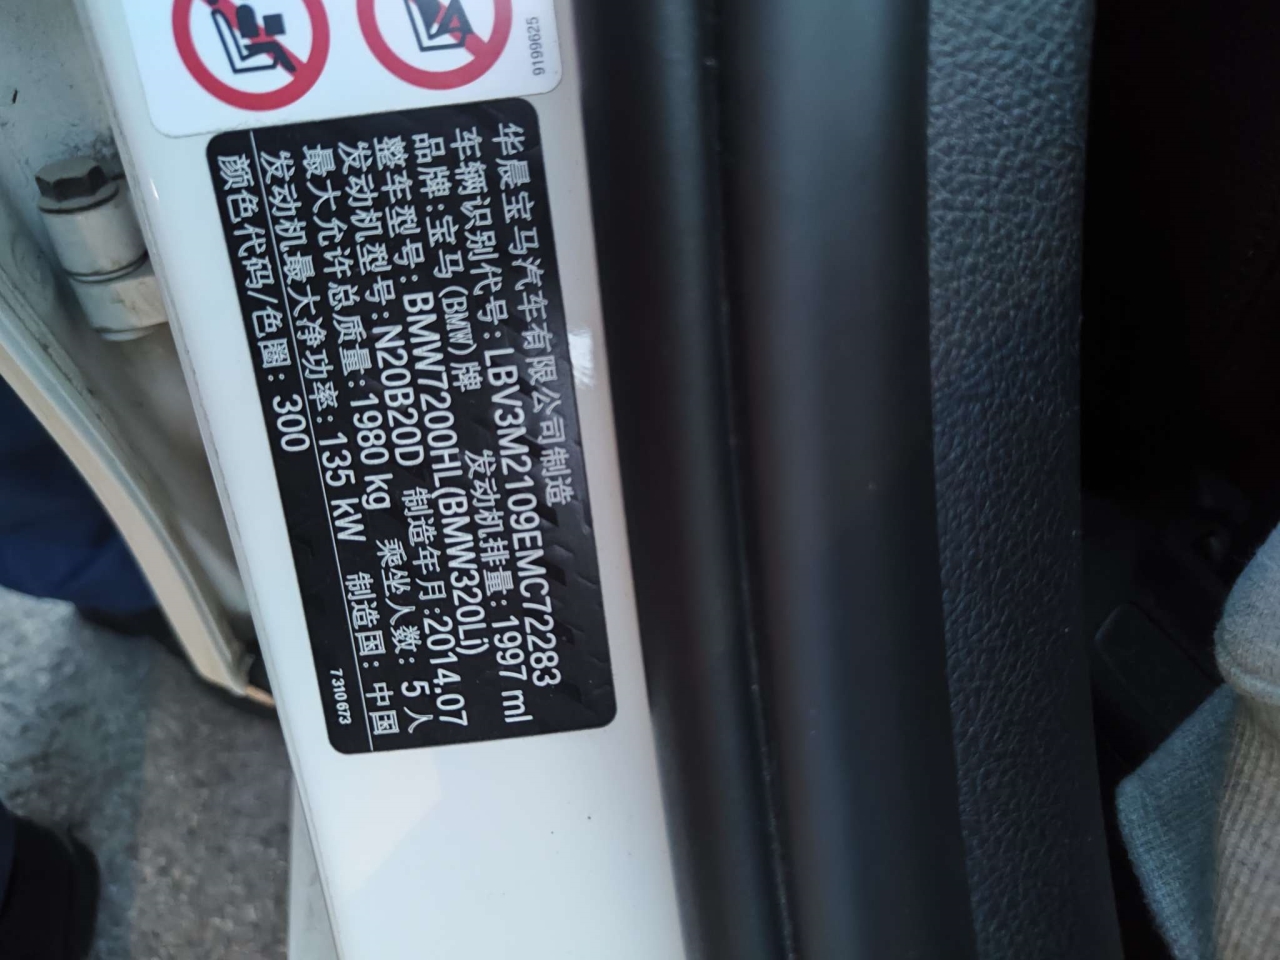 9199625
华晨宝马汽车有限公司制造
车辆识别代号:LBV3M2109EMC72283
品牌:宝马(BMW)牌 发动机排量:1997 ml
整车型号:BMW7200HL(BMW320Li)
发动机型号:N20B20D 制造年月:2014.07
最大允许总质量:1980 kg 乘坐人数:5人
发动机最大净功率:135 kW 制造国:中国
颜色代码/色圈:300 7310673